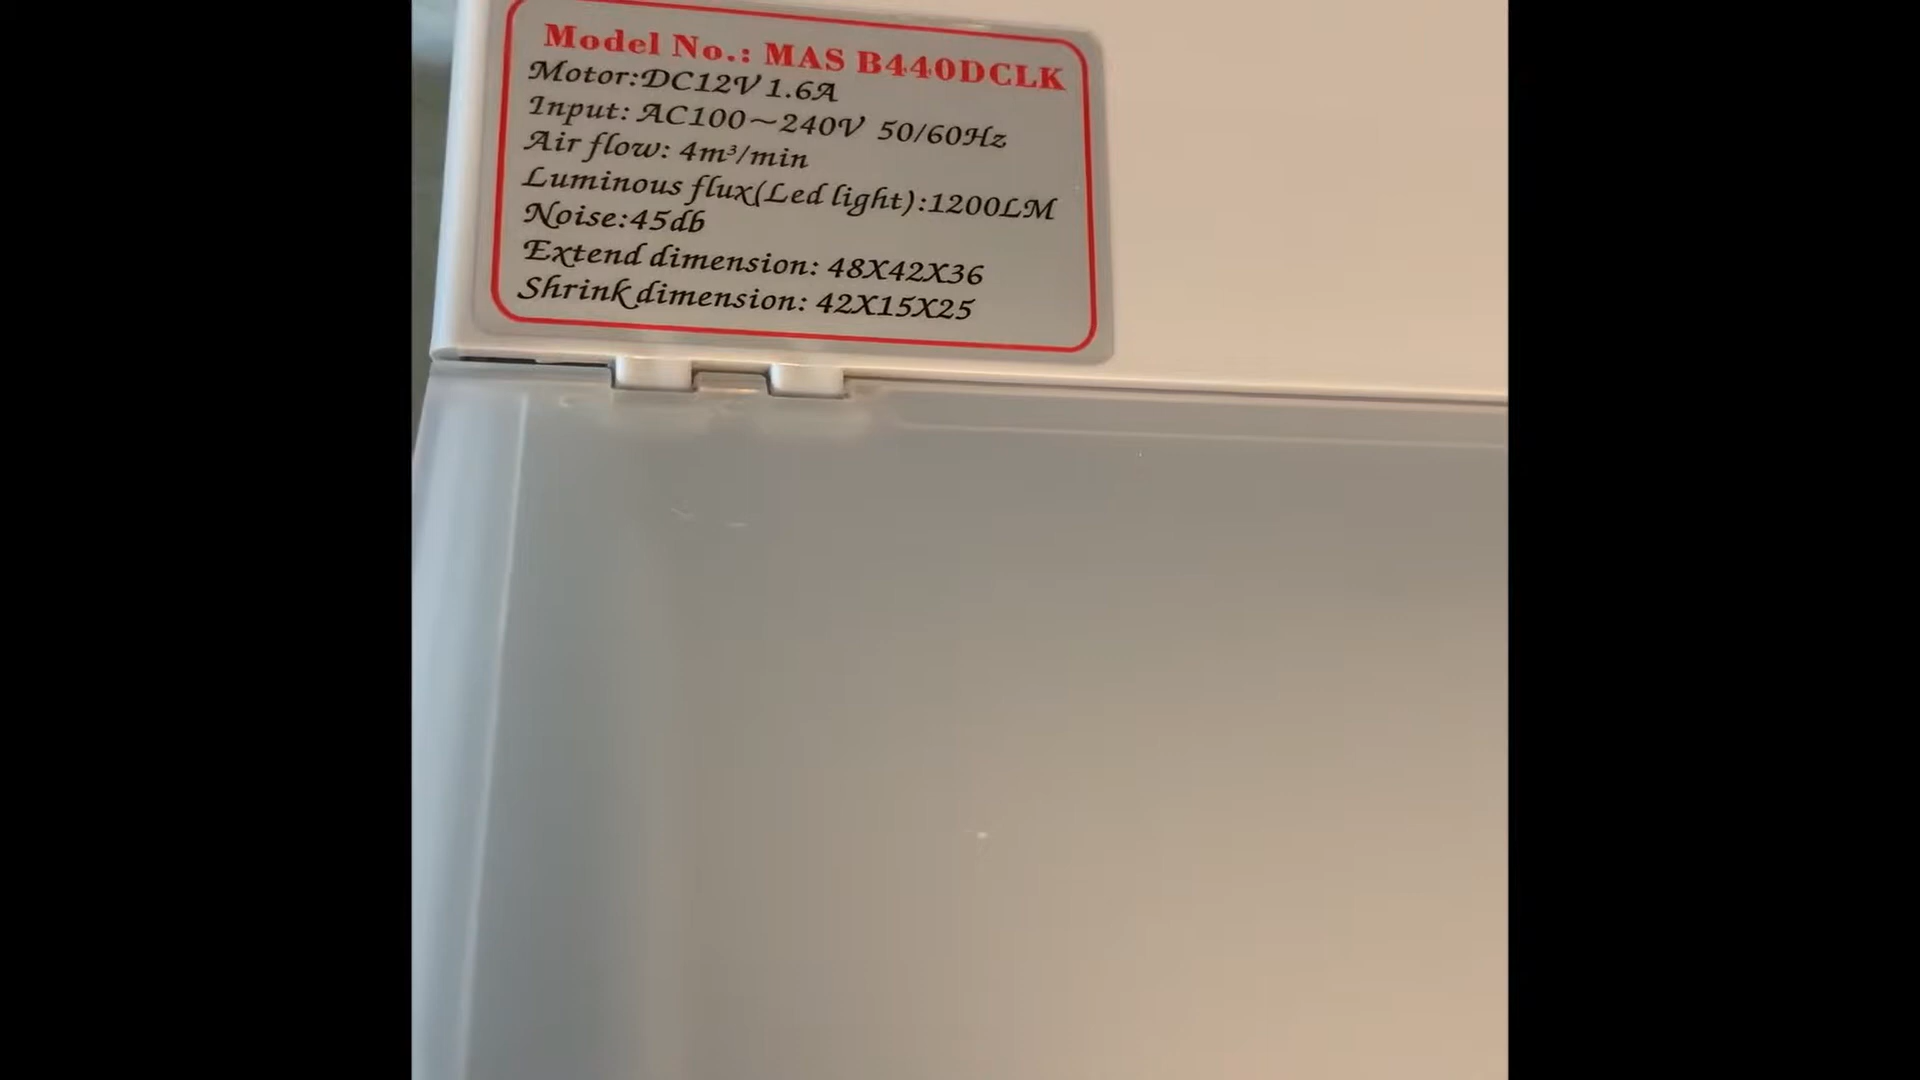 Model No.: MAS B440DCLK
Motor:DC12V 1.6A
Input: AC100~240V 50/60Hz
Air flow: 4m³/min
Luminous flux(Led light):1200LM
Noise:45db
Extend dimension: 48X42X36
Shrink dimension: 42X15X25